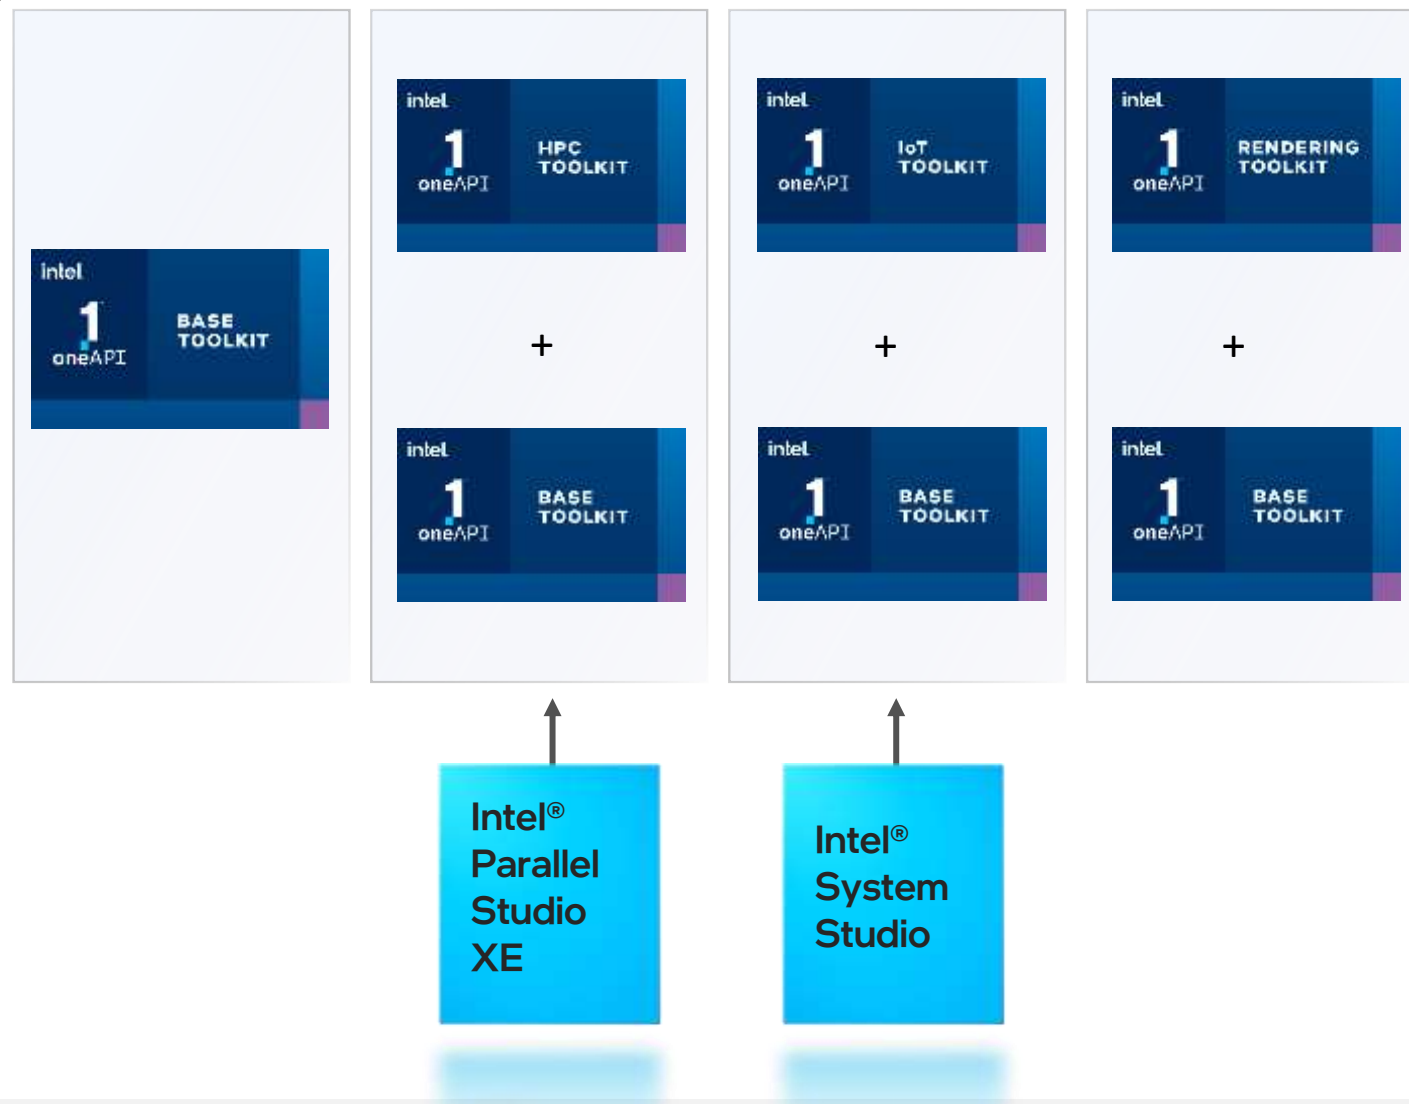 intel
1
oneAPI
BASE
TOOLKIT
intel
1
oneAPI
HPC
TOOLKIT
+
intel
1
oneAPI
BASE
TOOLKIT
intel
1
oneAPI
IoT
TOOLKIT
+
intel
1
oneAPI
BASE
TOOLKIT
intel
1
oneAPI
RENDERING
TOOLKIT
+
intel
1
oneAPI
BASE
TOOLKIT
Intel®
Parallel
Studio
XE
Intel®
System
Studio